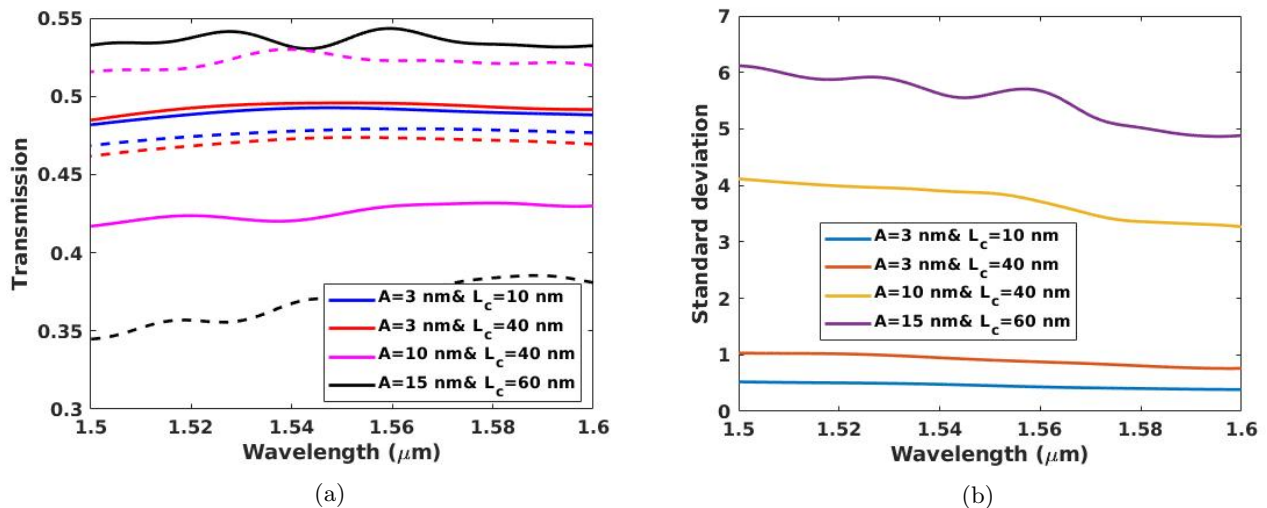 0.55
0.5
0.45
0.4
0.35
0.3
Transmission
A=3 nm& L_c=10 nm
A=3 nm& L_c=40 nm
A=10 nm& L_c=40 nm
A=15 nm& L_c=60 nm
1.5 1.52 1.54 1.56 1.58 1.6
Wavelength (μm)
(a)
7
6
5
4
3
2
1
0
Standard deviation
A=3 nm& L_c=10 nm
A=3 nm& L_c=40 nm
A=10 nm& L_c=40 nm
A=15 nm& L_c=60 nm
1.5 1.52 1.54 1.56 1.58 1.6
Wavelength (μm)
(b)